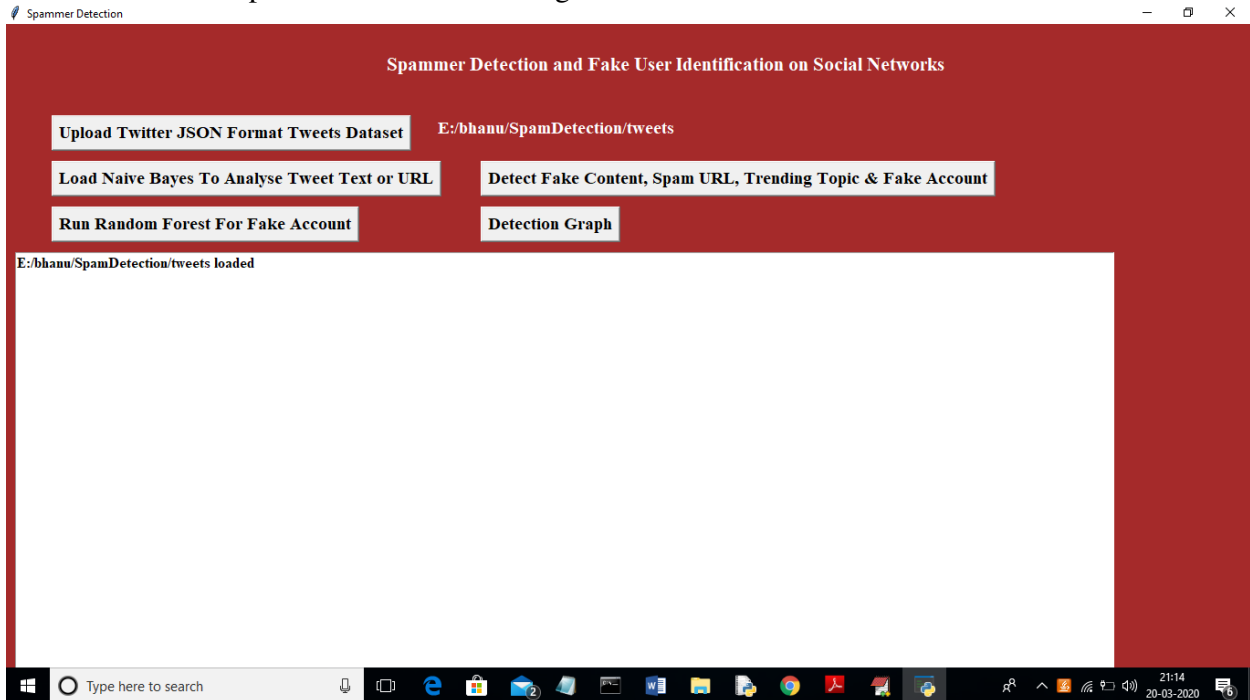 Spammer Detection
Spammer Detection and Fake User Identification on Social Networks
Upload Twitter JSON Format Tweets Dataset
E:/bhanu/SpamDetection/tweets
Load Naive Bayes To Analyse Tweet Text or URL
Detect Fake Content, Spam URL, Trending Topic & Fake Account
Run Random Forest For Fake Account
Detection Graph
E:/bhanu/SpamDetection/tweets loaded
Type here to search
2
21:14
20-03-2020
6